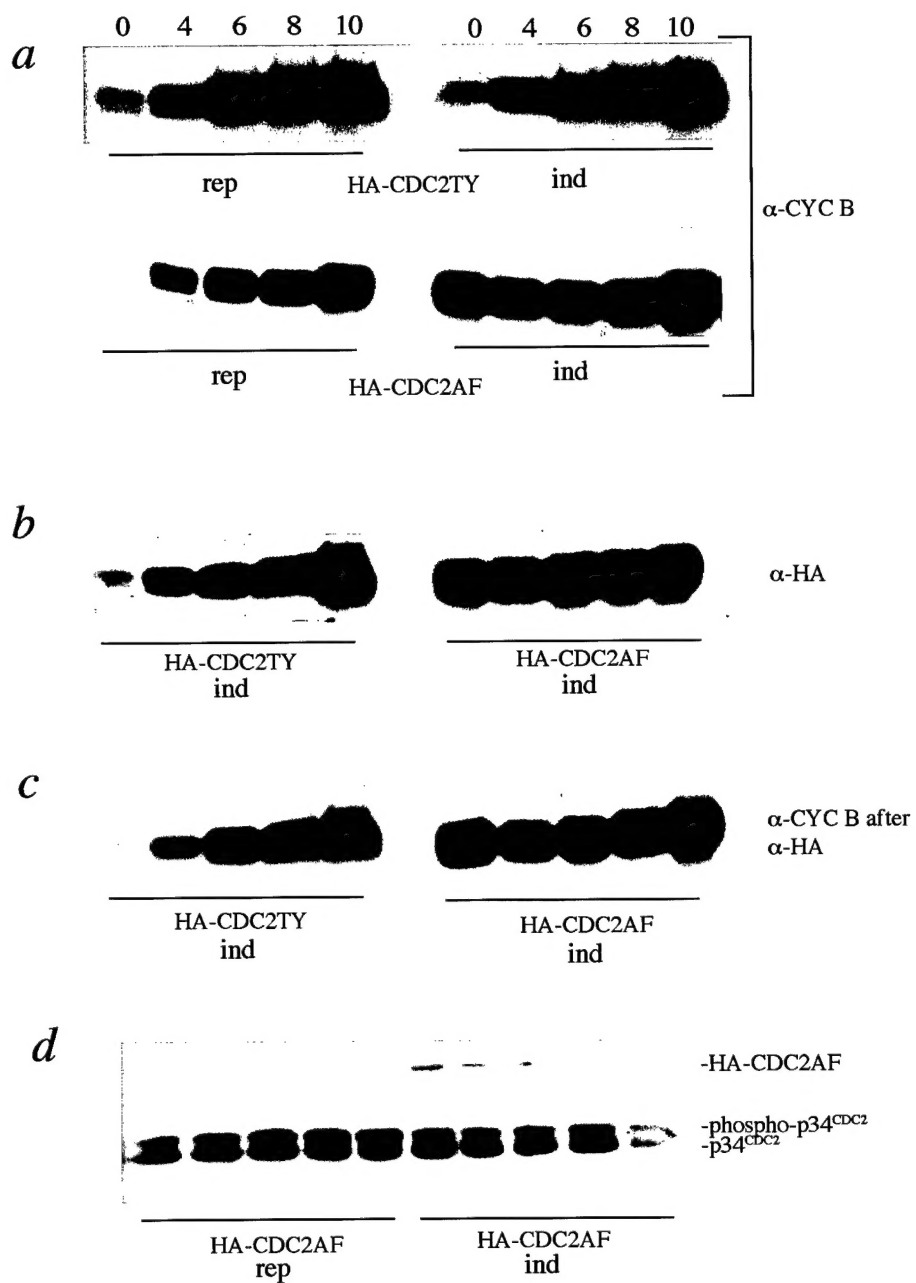 a
0 4 6 8 10 0 4 6 8 10
rep HA-CDC2TY ind
α-CYC B
rep HA-CDC2AF ind
b
α-HA
HA-CDC2TY HA-CDC2AF
ind ind
c
α-CYC B after
α-HA
HA-CDC2TY HA-CDC2AF
ind ind
d
-HA-CDC2AF
-phospho-p34CDC2
-p34CDC2
HA-CDC2AF HA-CDC2AF
rep ind